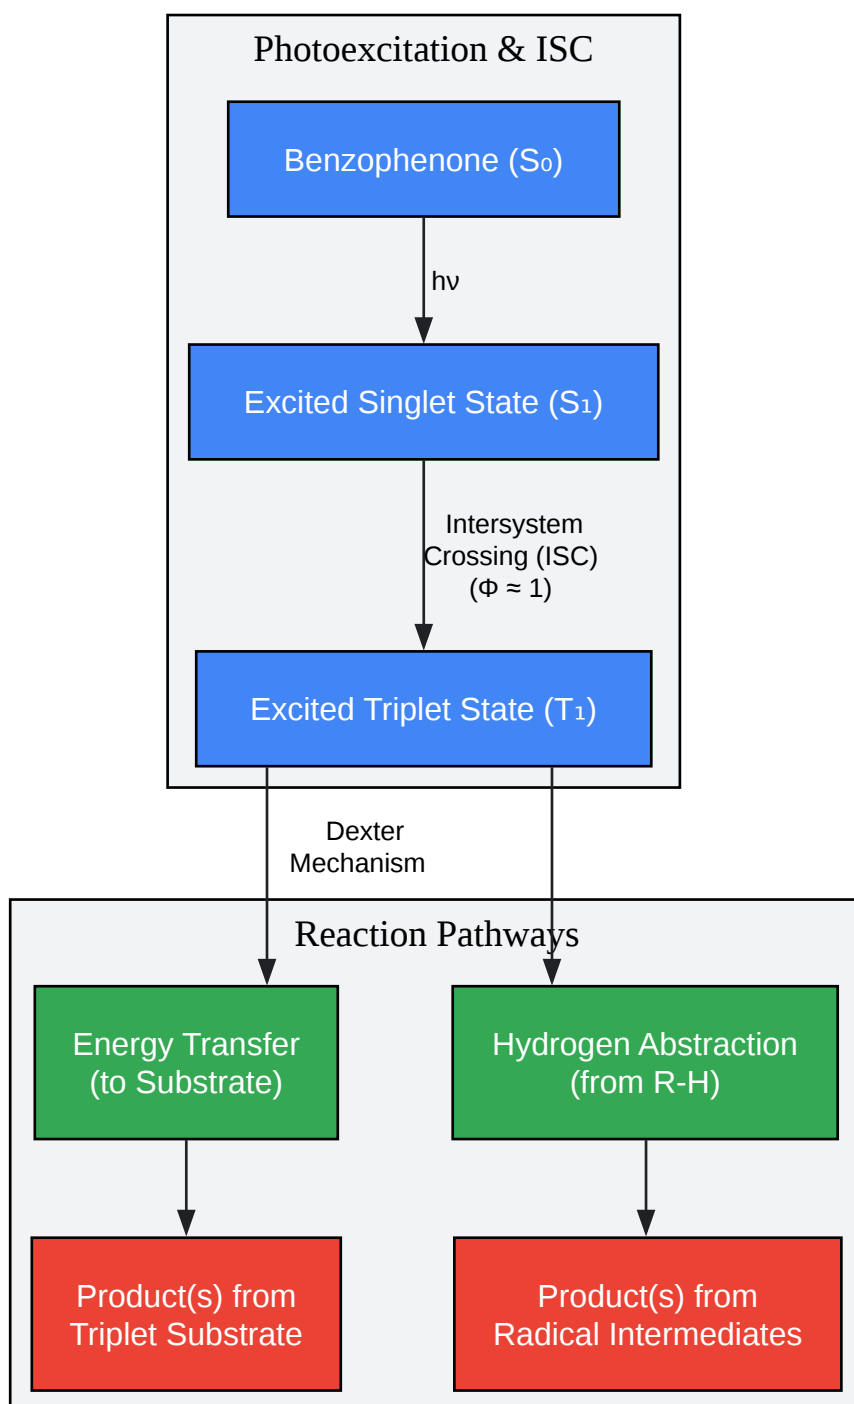 Photoexcitation & ISC
Benzophenone (S₀)
hν
Excited Singlet State (S₁)
Intersystem
Crossing (ISC)
(Φ ≈ 1)
Excited Triplet State (T₁)
Dexter
Mechanism
Reaction Pathways
Energy Transfer
(to Substrate)
Hydrogen Abstraction
(from R-H)
Product(s) from
Triplet Substrate
Product(s) from
Radical Intermediates